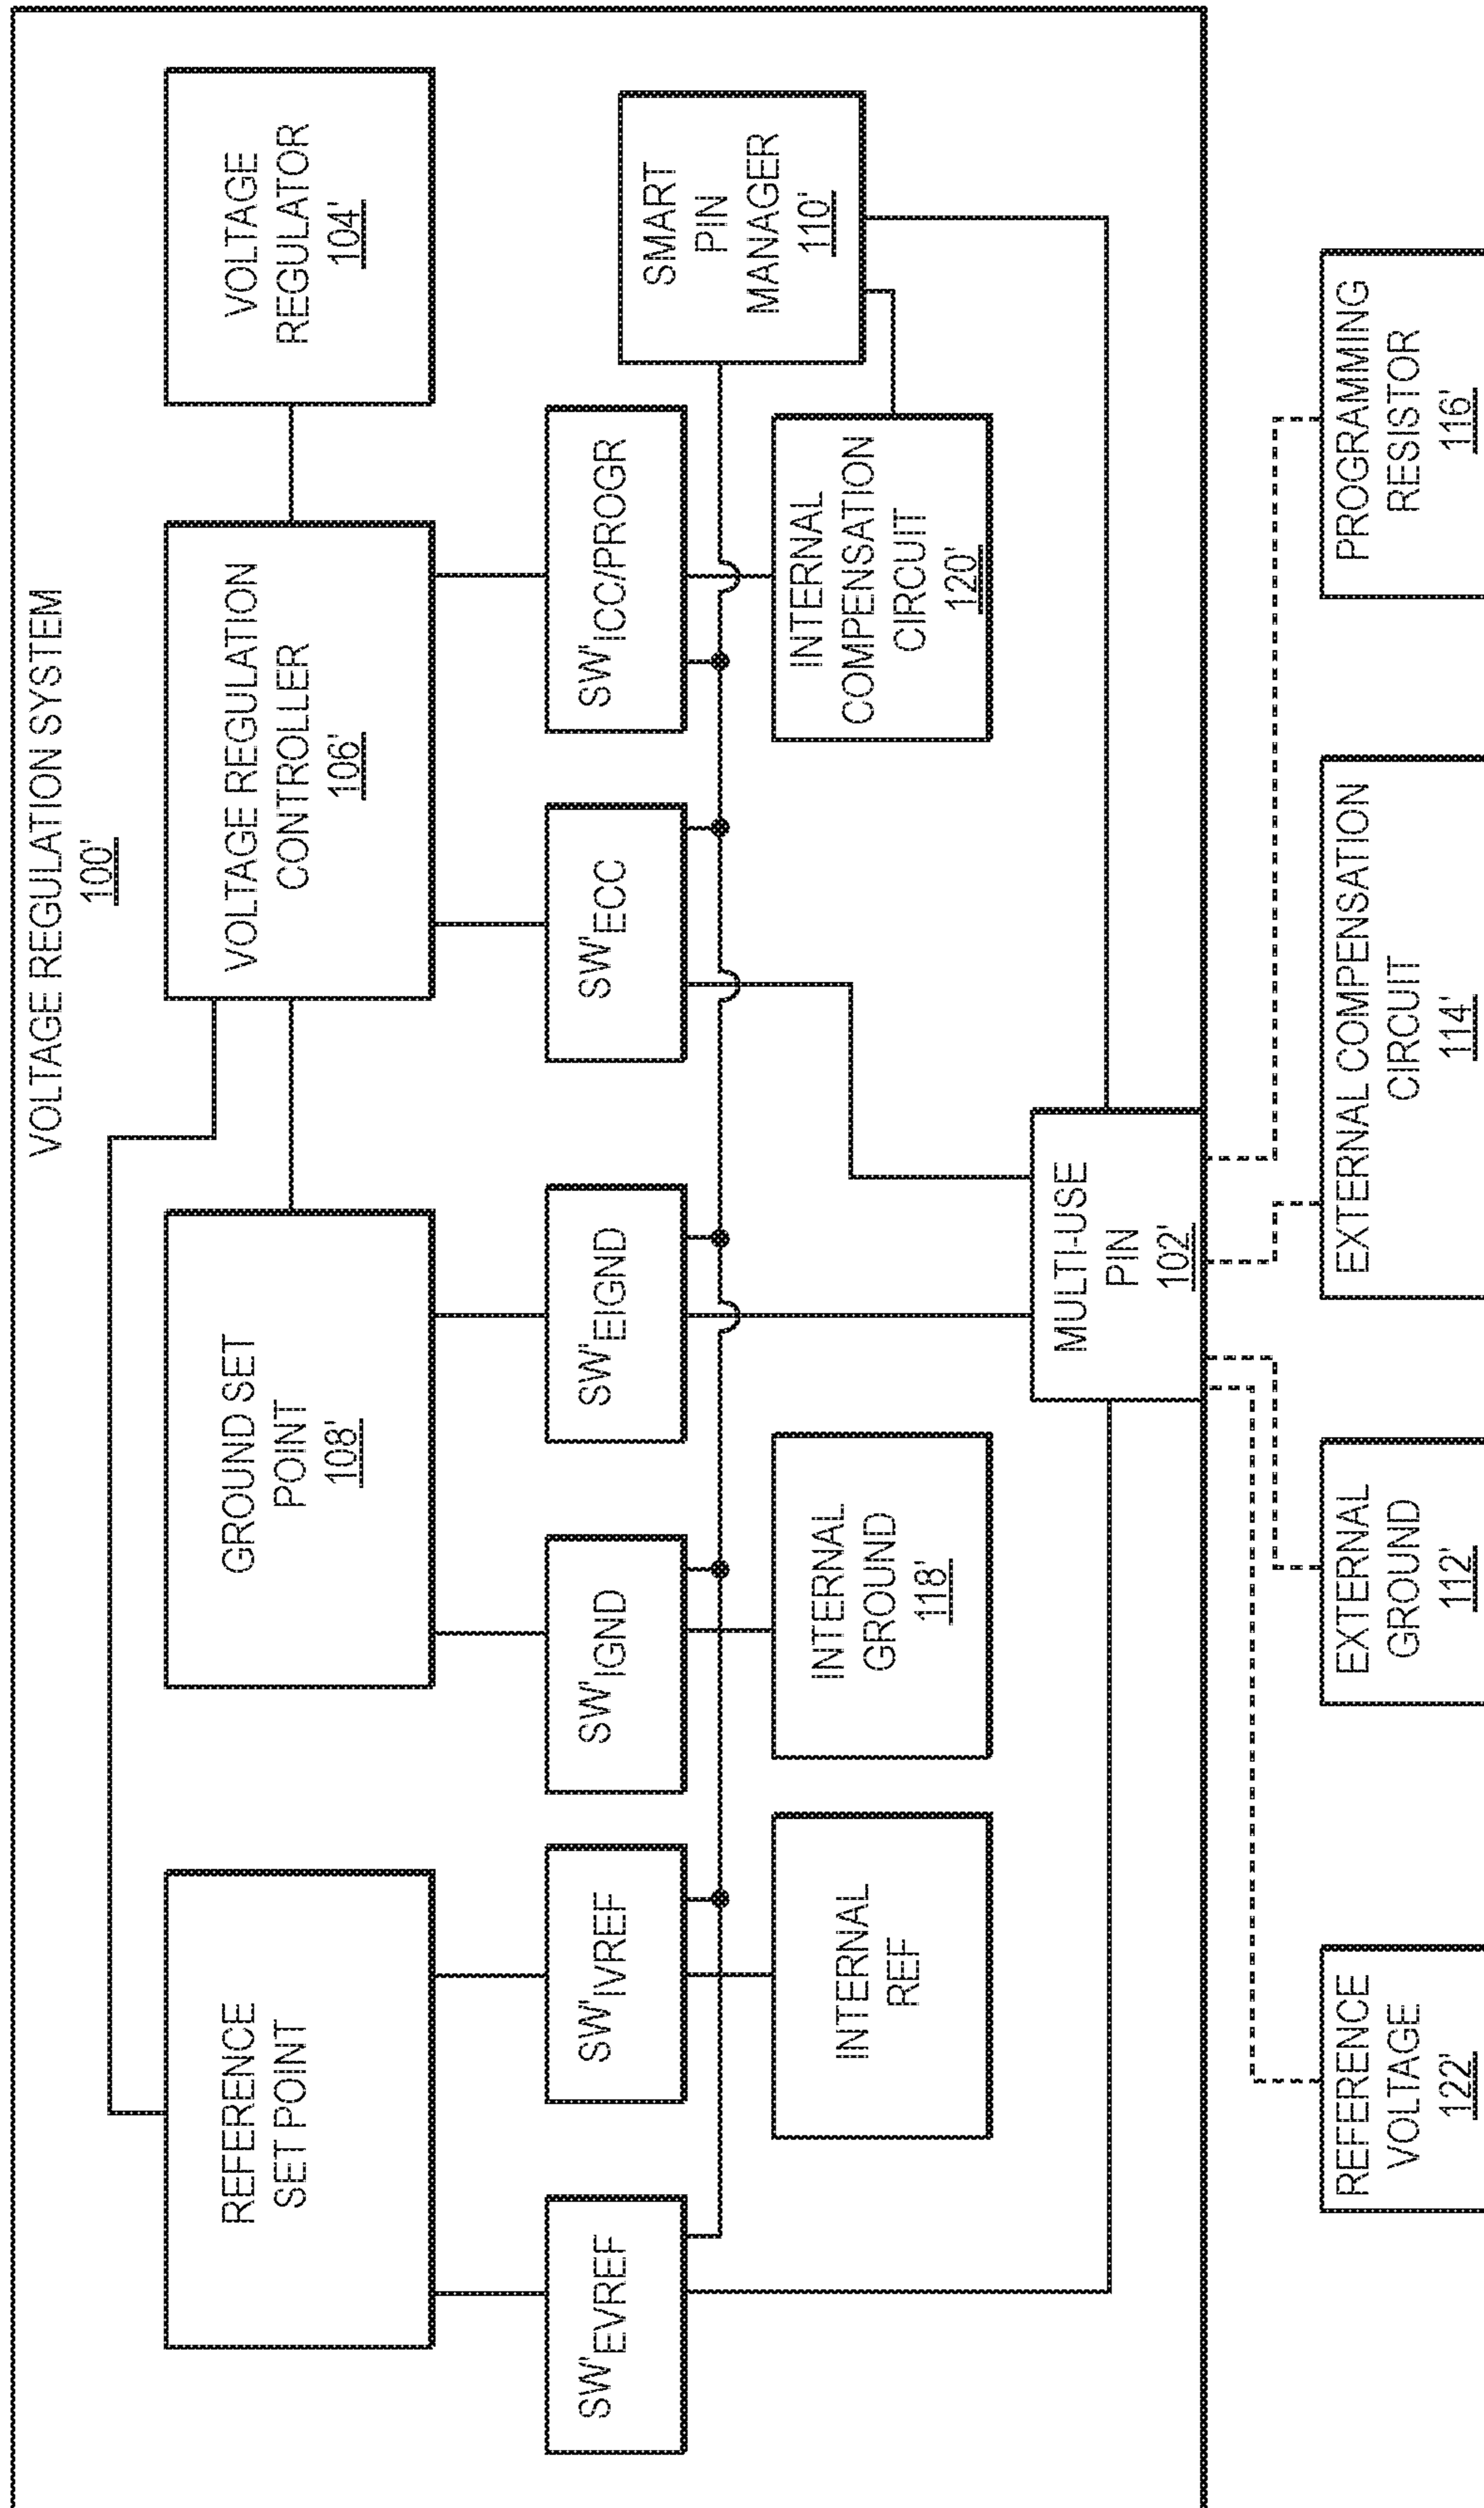 VOLTAGE REGULATION SYSTEM
100'
REFERENCE
SET POINT
GROUND SET
POINT
108'
VOLTAGE REGULATION
CONTROLLER
106'
VOLTAGE
REGULATOR
104'
SW'EVREF
SW'IVREF
SW'IGND
SW'EIGND
SW'ECC
SW'ICC/PROGR
SMART
PIN
MANAGER
110'
INTERNAL
REF
INTERNAL
GROUND
118'
INTERNAL
COMPENSATION
CIRCUIT
120'
MULTI-USE
PIN
102'
REFERENCE
VOLTAGE
122'
EXTERNAL
GROUND
112'
EXTERNAL COMPENSATION
CIRCUIT
114'
PROGRAMMING
RESISTOR
116'